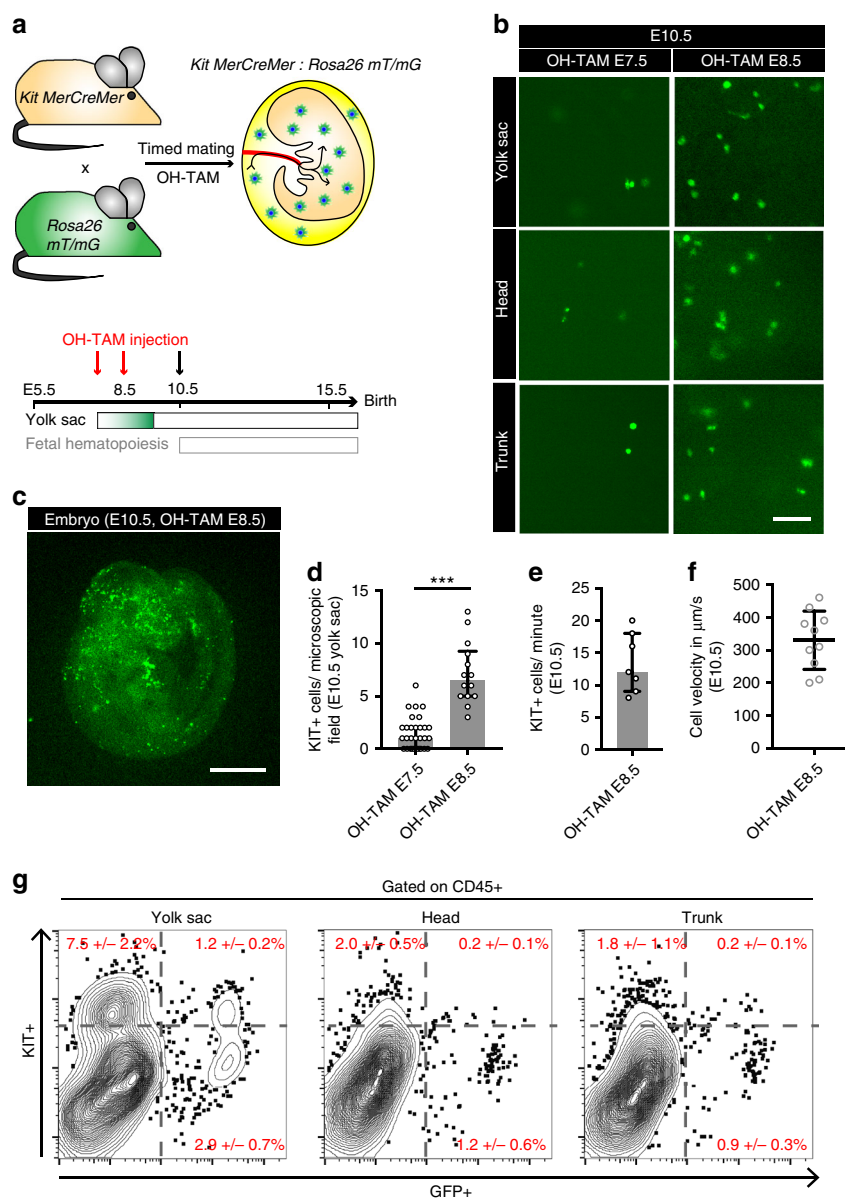 a
Kit MerCreMer
x
Rosa26
mT/mG
Timed mating
OH-TAM
Kit MerCreMer : Rosa26 mT/mG
OH-TAM injection
E5.5
8.5
10.5
15.5
Birth
Yolk sac
Fetal hematopoiesis
b
E10.5
OH-TAM E7.5
OH-TAM E8.5
Yolk sac
Head
Trunk
c
Embryo (E10.5, OH-TAM E8.5)
d
KIT+ cells/ microscopic
field (E10.5 yolk sac)
15
10
5
0
***
OH-TAM E7.5
OH-TAM E8.5
e
KIT+ cells/ minute
(E10.5)
25
20
15
10
5
0
OH-TAM E8.5
f
Cell velocity in μm/s
(E10.5)
500
400
300
200
100
0
OH-TAM E8.5
g
Gated on CD45+
Yolk sac
Head
Trunk
7.5 +/− 2.2%
1.2 +/− 0.2%
2.0 +/− 0.5%
0.2 +/− 0.1%
1.8 +/− 1.1%
0.2 +/− 0.1%
KIT+
2.9 +/− 0.7%
1.2 +/− 0.6%
0.9 +/− 0.3%
GFP+